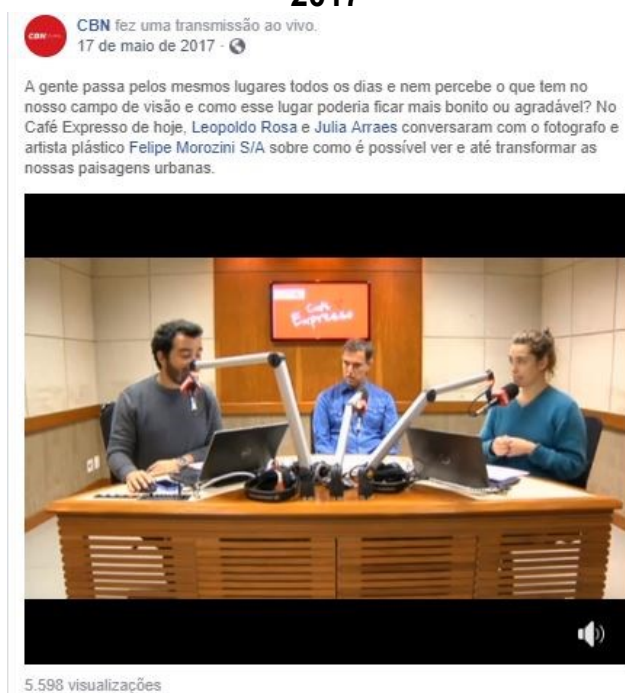 2017
CBN fez uma transmissão ao vivo.
17 de maio de 2017 ·
A gente passa pelos mesmos lugares todos os dias e nem percebe o que tem no
nosso campo de visão e como esse lugar poderia ficar mais bonito ou agradável? No
Café Expresso de hoje, Leopoldo Rosa e Julia Arraes conversaram com o fotografo e
artista plástico Felipe Morozini S/A sobre como é possível ver e até transformar as
nossas paisagens urbanas.
Café
Expresso
5.598 visualizações